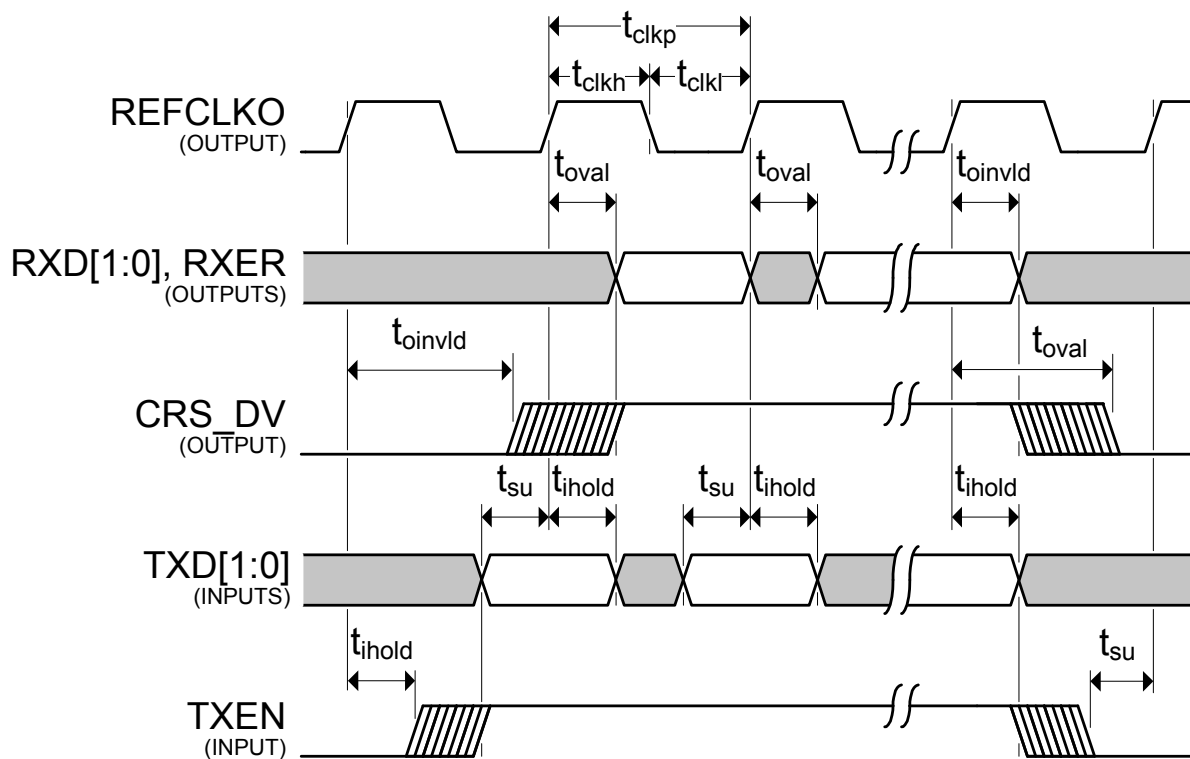 tclkp
tclkh tclkl
REFCLKO
(OUTPUT)
toval toval toinvld
RXD[1:0], RXER
(OUTPUTS)
toinvld toval
CRS_DV
(OUTPUT)
tsu tihold tsu tihold tihold
TXD[1:0]
(INPUTS)
tihold tsu
TXEN
(INPUT)